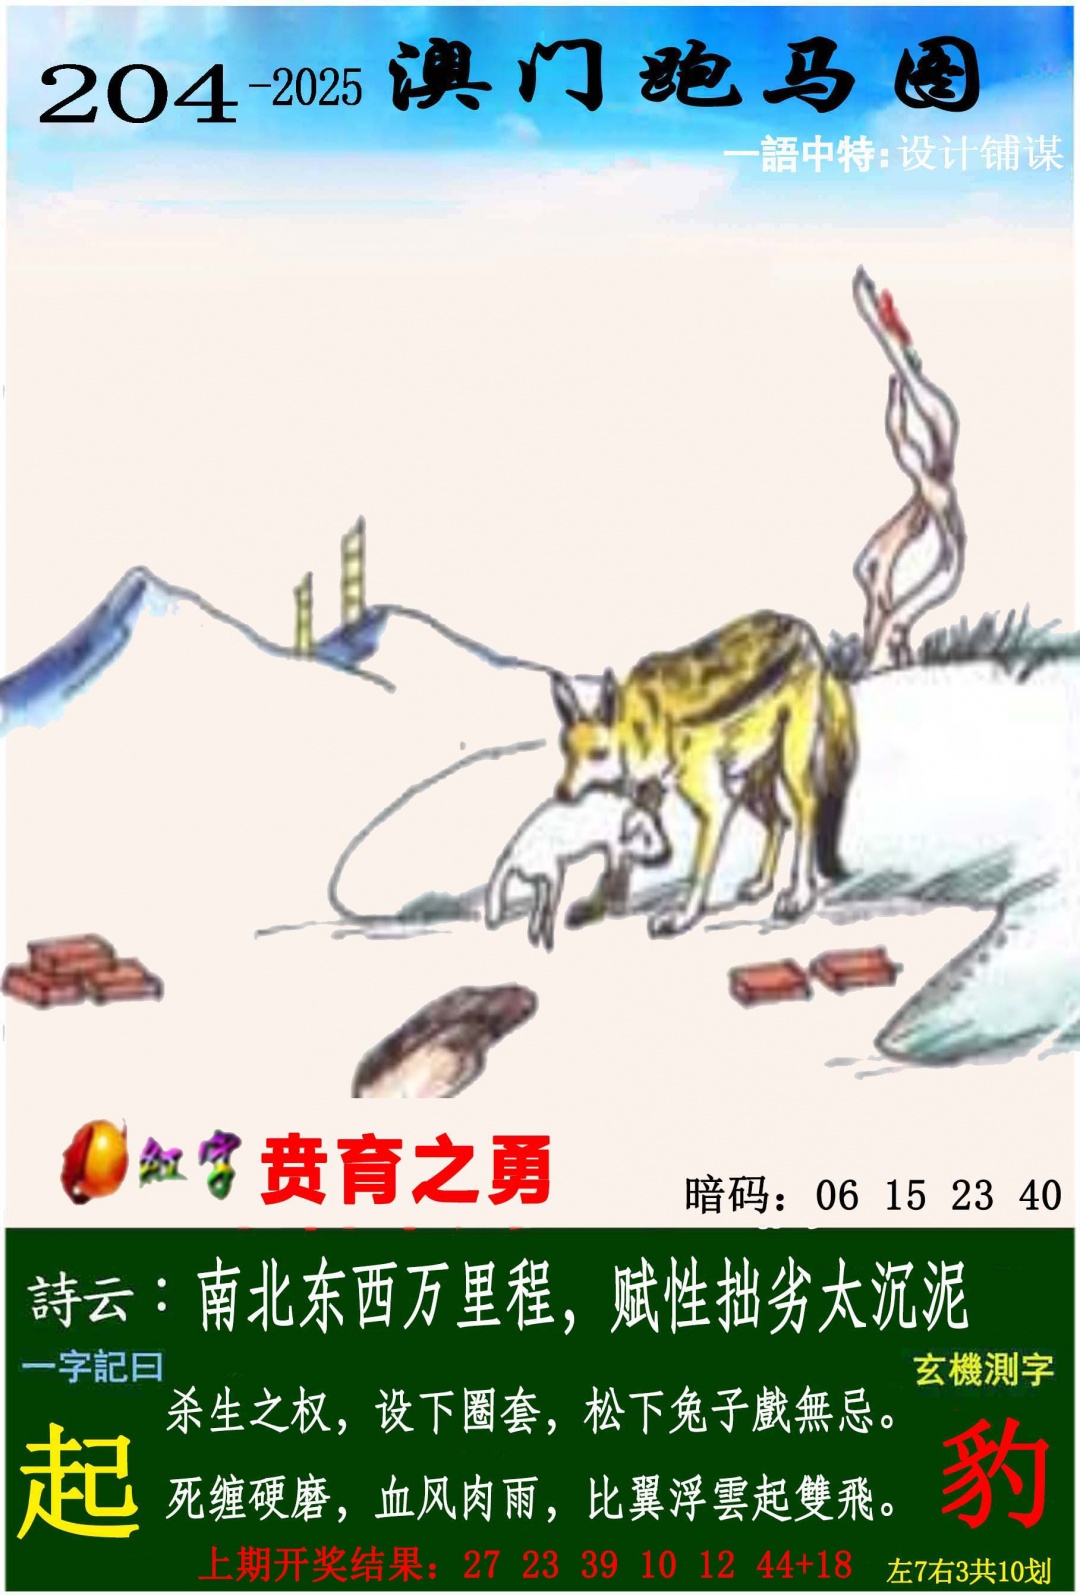 204-2025 澳门跑马图
一語中特:设计铺谋
红字 贲育之勇
暗码：06 15 23 40
詩云：南北东西万里程，赋性拙劣太沉泥
一字記曰
玄機測字
杀生之权，设下圈套，松下兔子戲無忌。
起
豹
死缠硬磨，血风肉雨，比翼浮雲起雙飛。
上期开奖结果：27 23 39 10 12 44+18
左7右3共10划